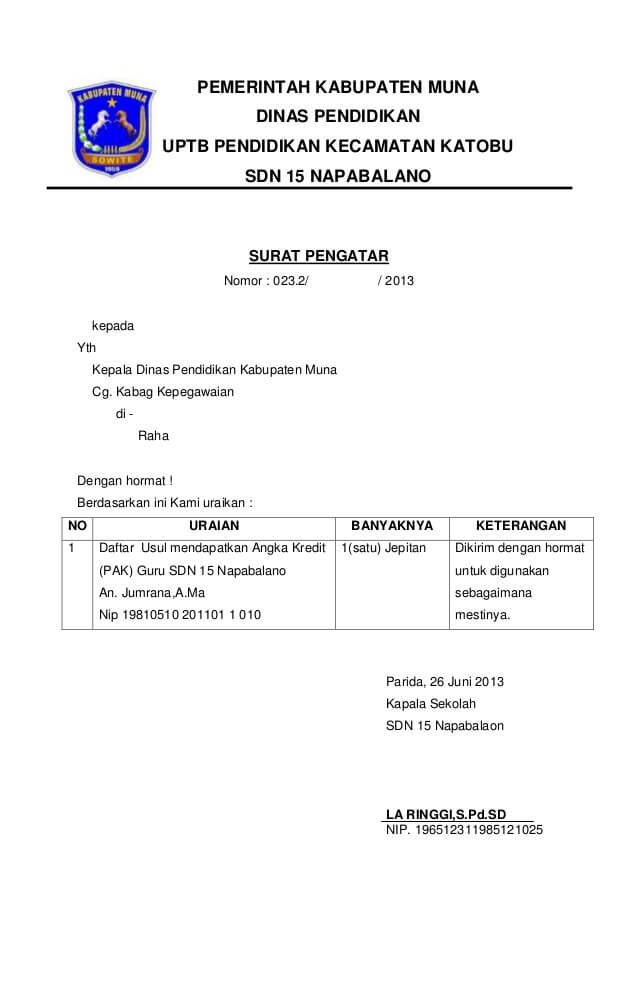 KABUPATEN MUNA
SOWITE
PEMERINTAH KABUPATEN MUNA
DINAS PENDIDIKAN
UPTB PENDIDIKAN KECAMATAN KATOBU
SDN 15 NAPABALANO
SURAT PENGATAR
Nomor : 023.2/ / 2013
kepada
Yth
Kepala Dinas Pendidikan Kabupaten Muna
Cg. Kabag Kepegawaian
di -
Raha
Dengan hormat !
Berdasarkan ini Kami uraikan :
NO URAIAN BANYAKNYA KETERANGAN
1 Daftar Usul mendapatkan Angka Kredit 1(satu) Jepitan Dikirim dengan hormat
(PAK) Guru SDN 15 Napabalano untuk digunakan
An. Jumrana,A.Ma sebagaimana
Nip 19810510 201101 1 010 mestinya.
Parida, 26 Juni 2013
Kapala Sekolah
SDN 15 Napabalaon
LA RINGGI,S.Pd.SD
NIP. 196512311985121025